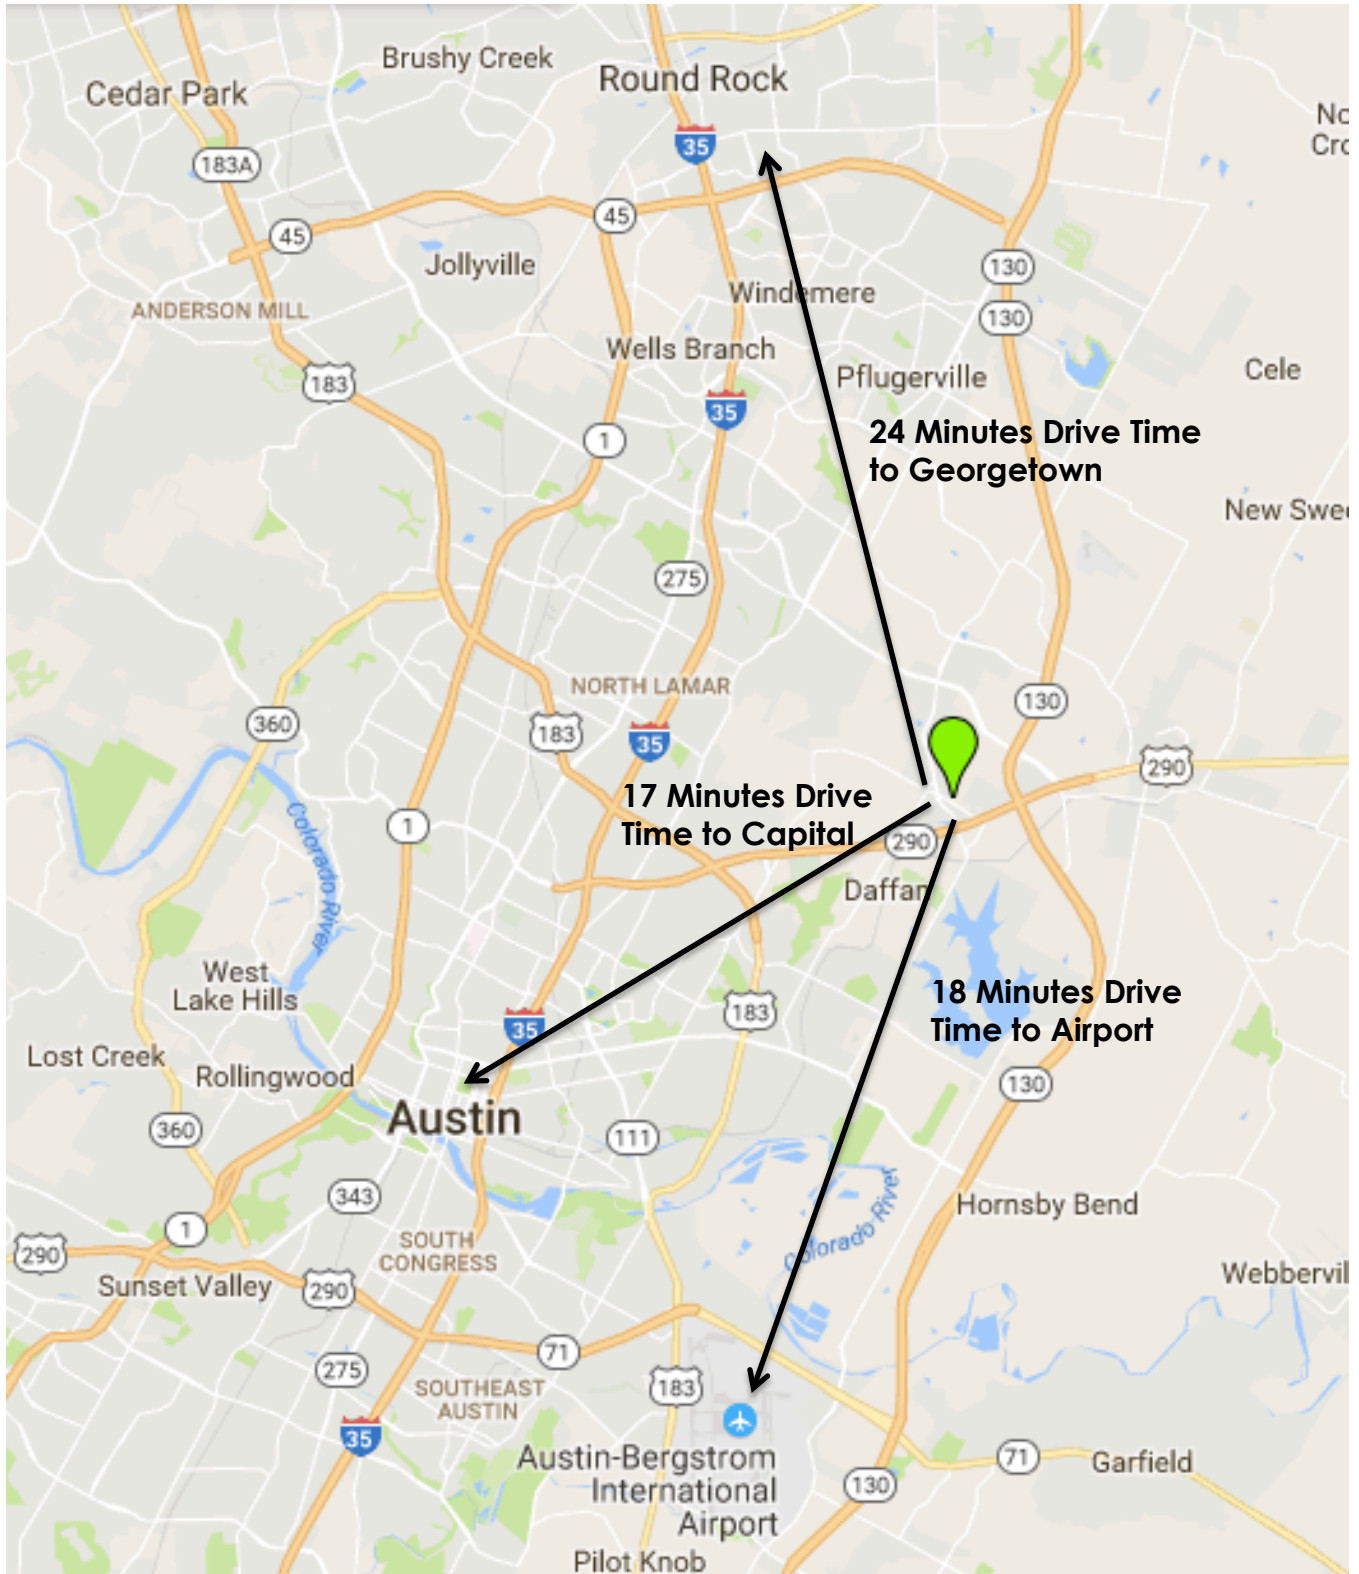 Brushy Creek
Round Rock
Cedar Park
No
Cro
35
183A
45
45
Jollyville
130
Windemere
ANDERSON MILL
130
Wells Branch
Cele
Pflugerville
183
35
24 Minutes Drive Time
to Georgetown
1
New Swee
275
NORTH LAMAR
130
360
183
35
290
17 Minutes Drive
Time to Capital
Colorado River
1
290
Daffan
West
Lake Hills
18 Minutes Drive
Time to Airport
183
35
Lost Creek
Rollingwood
130
Austin
360
111
343
Colorado River
Hornsby Bend
1
SOUTH
CONGRESS
290
Sunset Valley
290
Webbervil
71
275
183
SOUTHEAST
AUSTIN
35
Austin-Bergstrom
International
Airport
71
Garfield
130
Pilot Knob